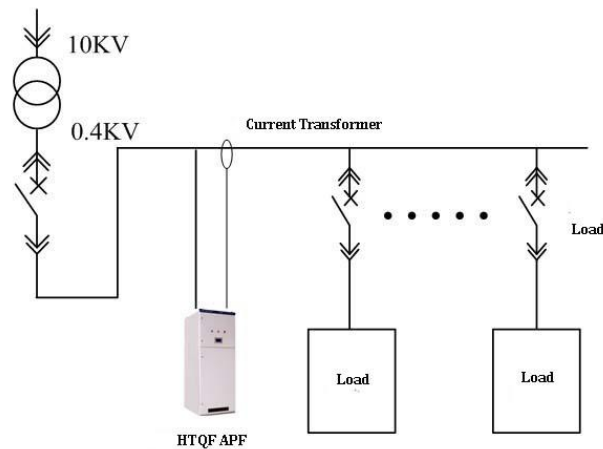 10KV
0.4KV
Current Transformer
Load
Load
Load
HTQF APF